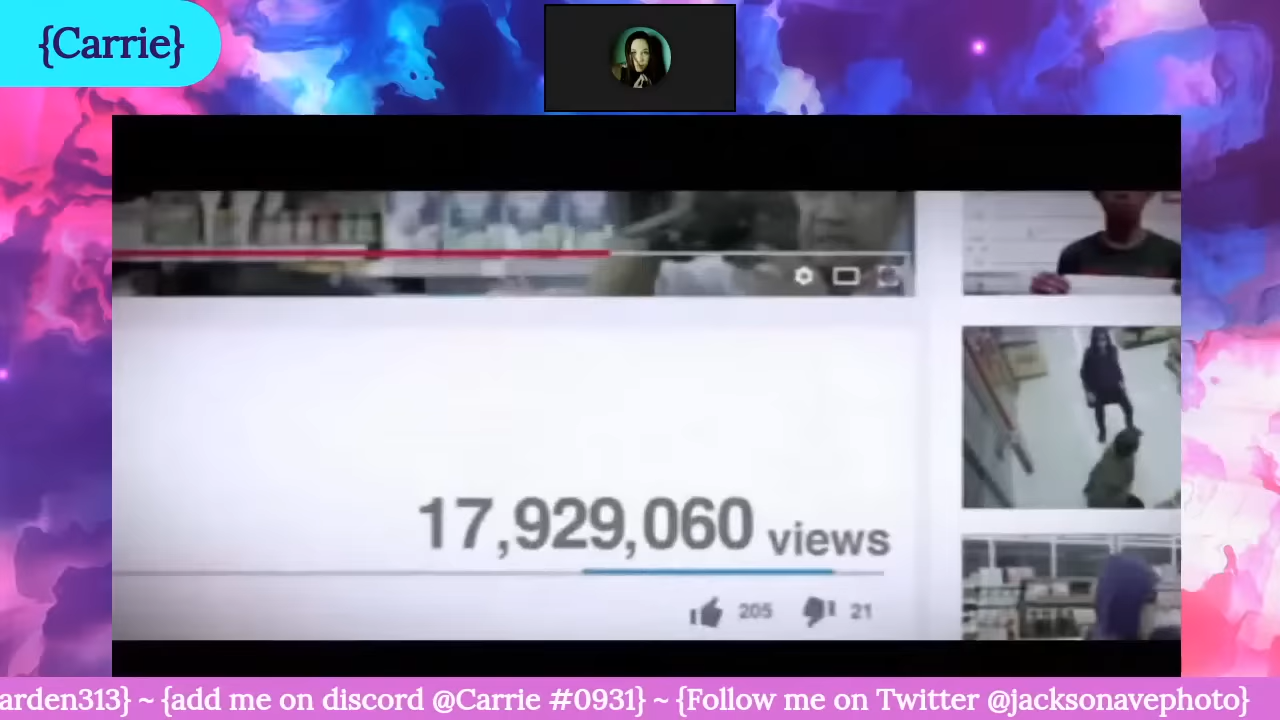 {Carrie}
17,929,060 views
205 21
arden313} ~ {add me on discord @Carrie #0931} ~ {Follow me on Twitter @jacksonavephoto}